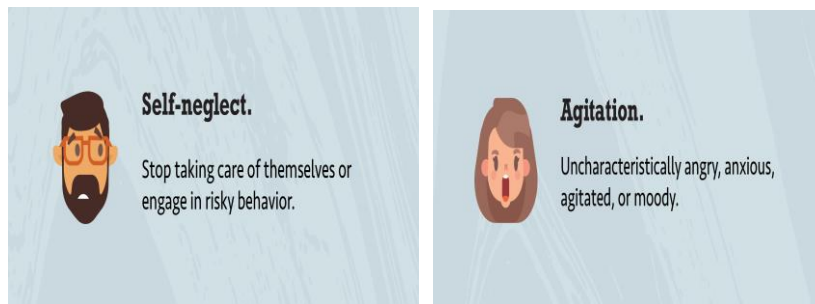 Self-neglect.
Stop taking care of themselves or
engage in risky behavior.
Agitation.
Uncharacteristically angry, anxious,
agitated, or moody.